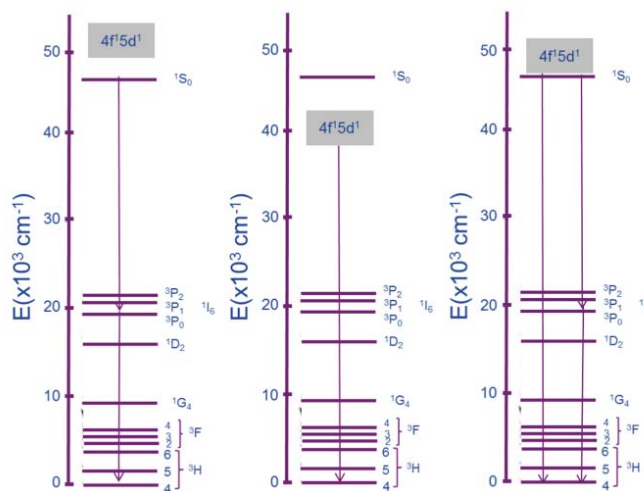 50
40
30
20
10
0
E(x10³ cm⁻¹)
4f¹5d¹
¹S₀
³P₂
³P₁
¹I₆
³P₀
¹D₂
¹G₄
4
3
2
³F
6
5
4
³H
50
40
30
20
10
0
E(x10³ cm⁻¹)
¹S₀
4f¹5d¹
³P₂
³P₁
¹I₆
³P₀
¹D₂
¹G₄
4
3
2
³F
6
5
4
³H
50
40
30
20
10
0
E(x10³ cm⁻¹)
4f¹5d¹
¹S₀
³P₂
³P₁
³P₀
¹D₂
¹G₄
4
3
2
³F
6
5
4
³H